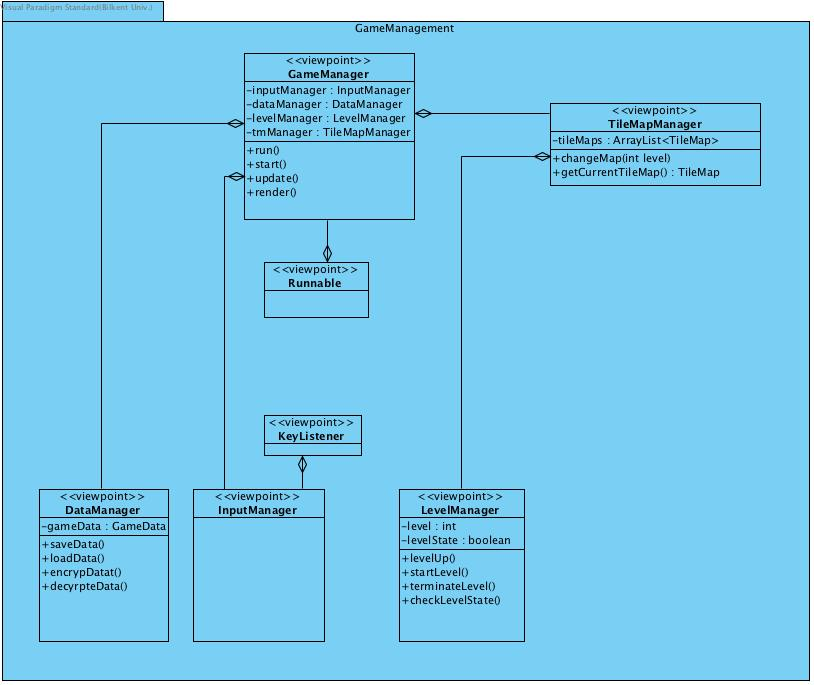 Visual Paradigm Standard(Bilkent Univ.)
GameManagement
<<viewpoint>>
GameManager
-inputManager : InputManager
-dataManager : DataManager
-levelManager : LevelManager
-tmManager : TileMapManager
+run()
+start()
+update()
+render()
<<viewpoint>>
TileMapManager
-tileMaps : ArrayList<TileMap>
+changeMap(int level)
+getCurrentTileMap() : TileMap
<<viewpoint>>
Runnable
<<viewpoint>>
KeyListener
<<viewpoint>>
DataManager
-gameData : GameData
+saveData()
+loadData()
+encrypDatat()
+decyrpteData()
<<viewpoint>>
InputManager
<<viewpoint>>
LevelManager
-level : int
-levelState : boolean
+levelUp()
+startLevel()
+terminateLevel()
+checkLevelState()